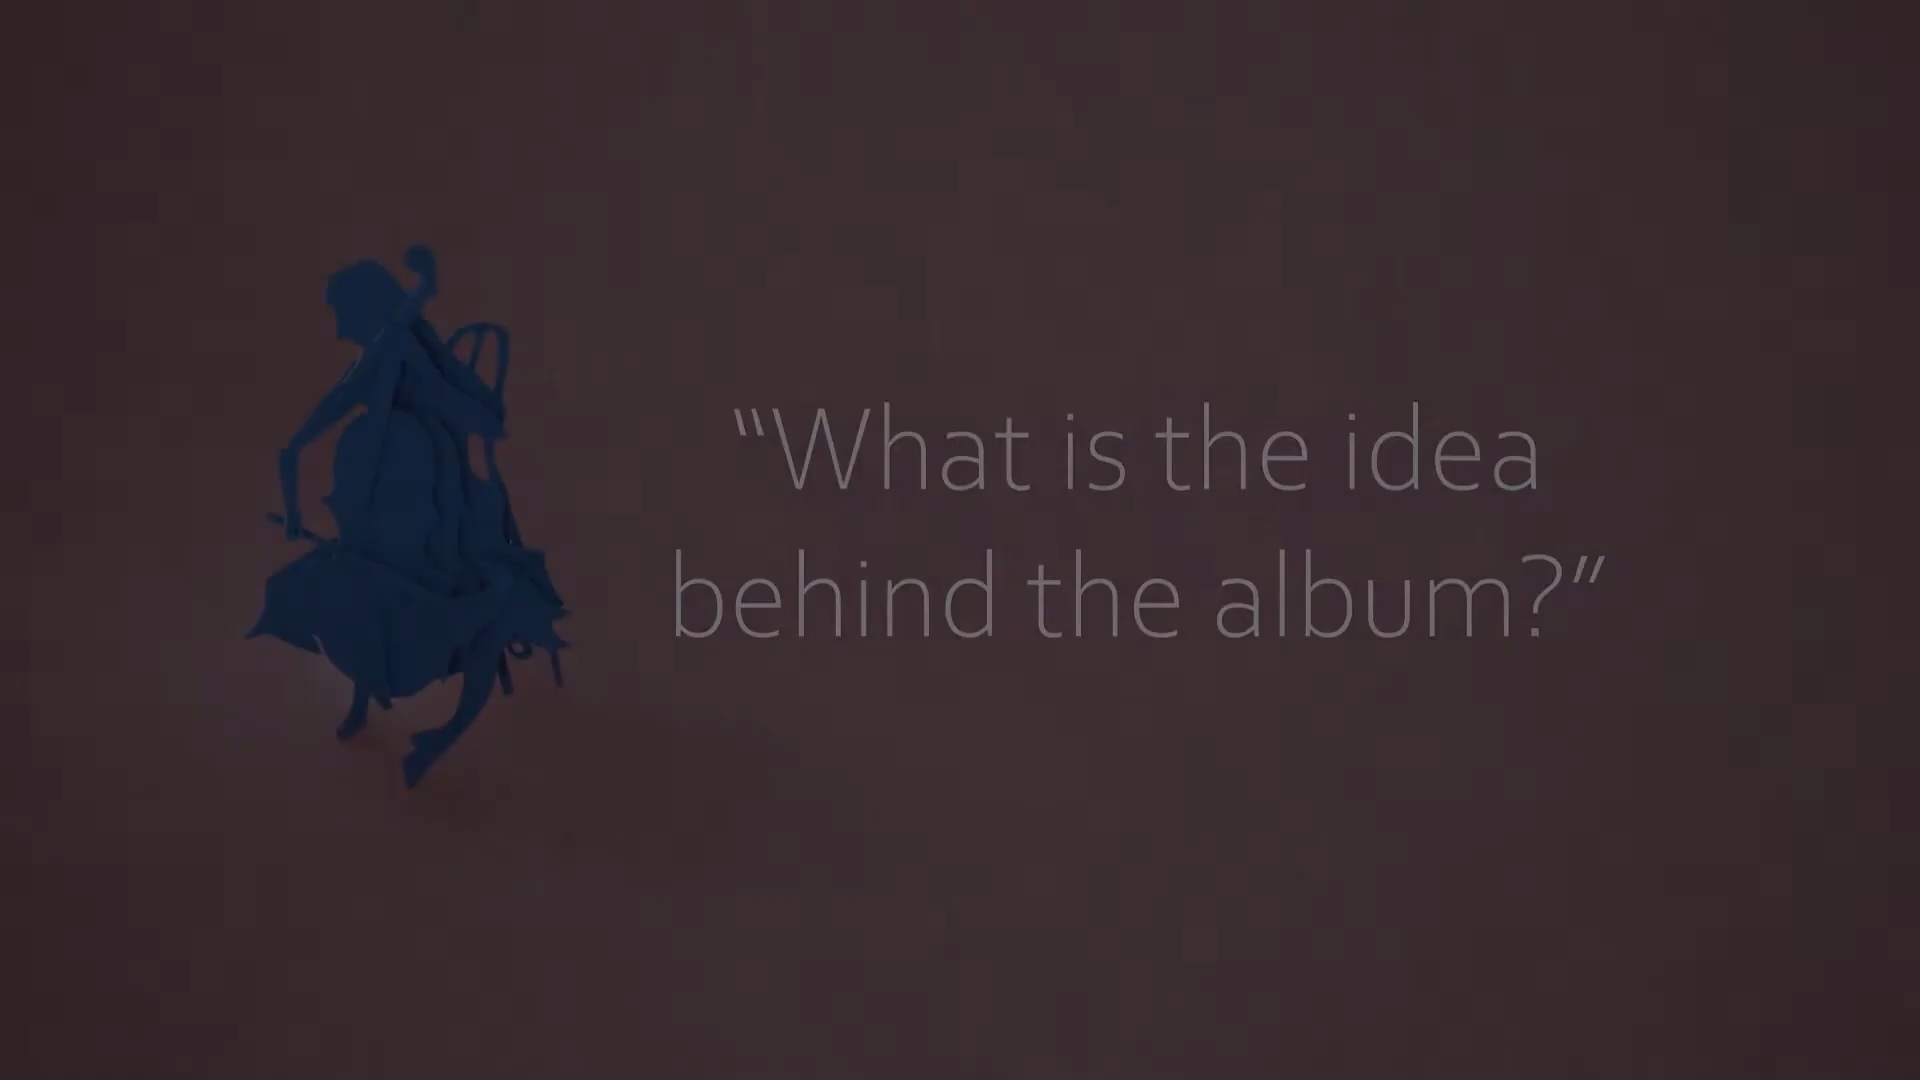 “What is the idea
behind the album?”